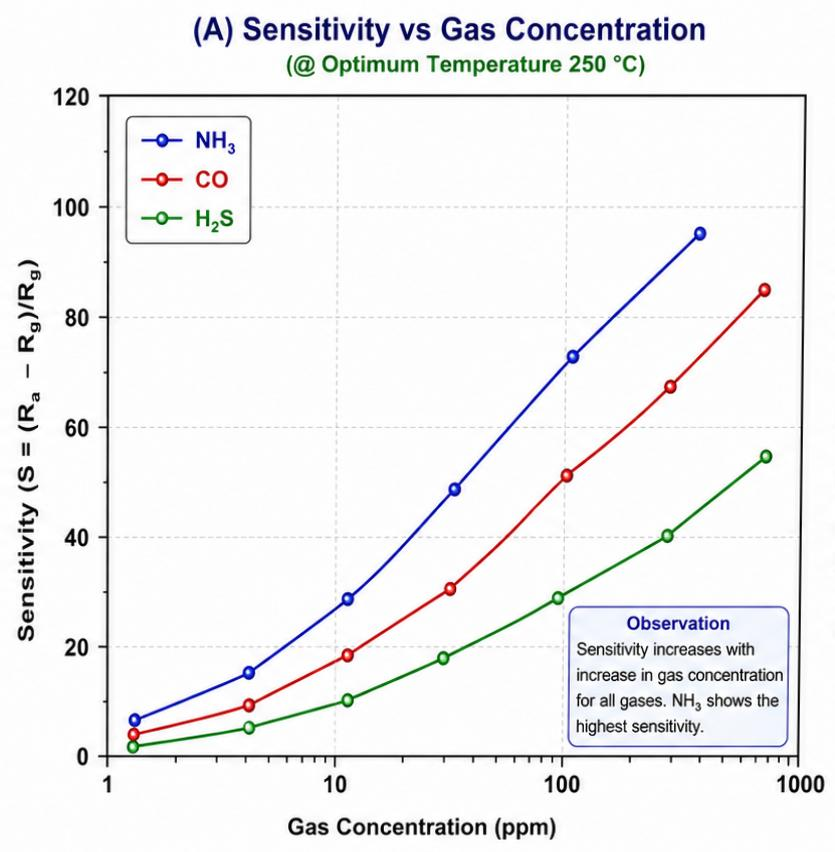 (A) Sensitivity vs Gas Concentration
(@ Optimum Temperature 250 °C)
120
100
80
60
40
20
0
Sensitivity (S = (Rₐ − R_g)/R_g)
NH₃
CO
H₂S
Observation
Sensitivity increases with
increase in gas concentration
for all gases. NH₃ shows the
highest sensitivity.
1 10 100 1000
Gas Concentration (ppm)